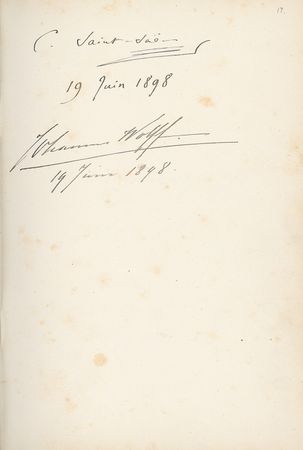 17.
C. Saint-Saëns
19 Juin 1898
Johannes Wolff.
19 Juin 1898.